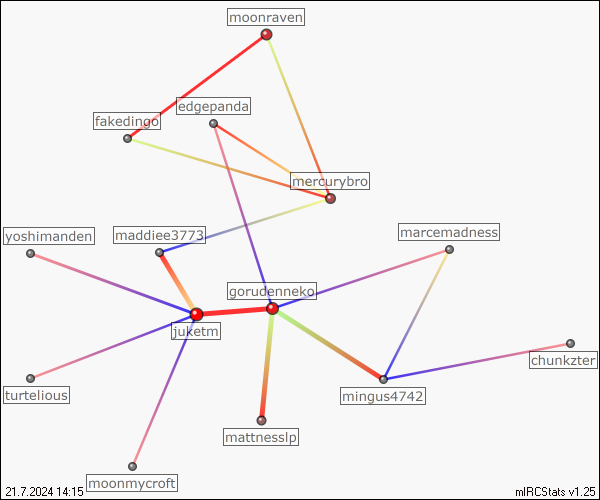 moonraven
edgepanda
fakedingo
mercurybro
marcemadness
yoshimanden
maddiee3773
gorudenneko
juketm
chunkzter
turtelious
mingus4742
mattnesslp
moonmycroft
21.7.2024 14:15
mIRCStats v1.25